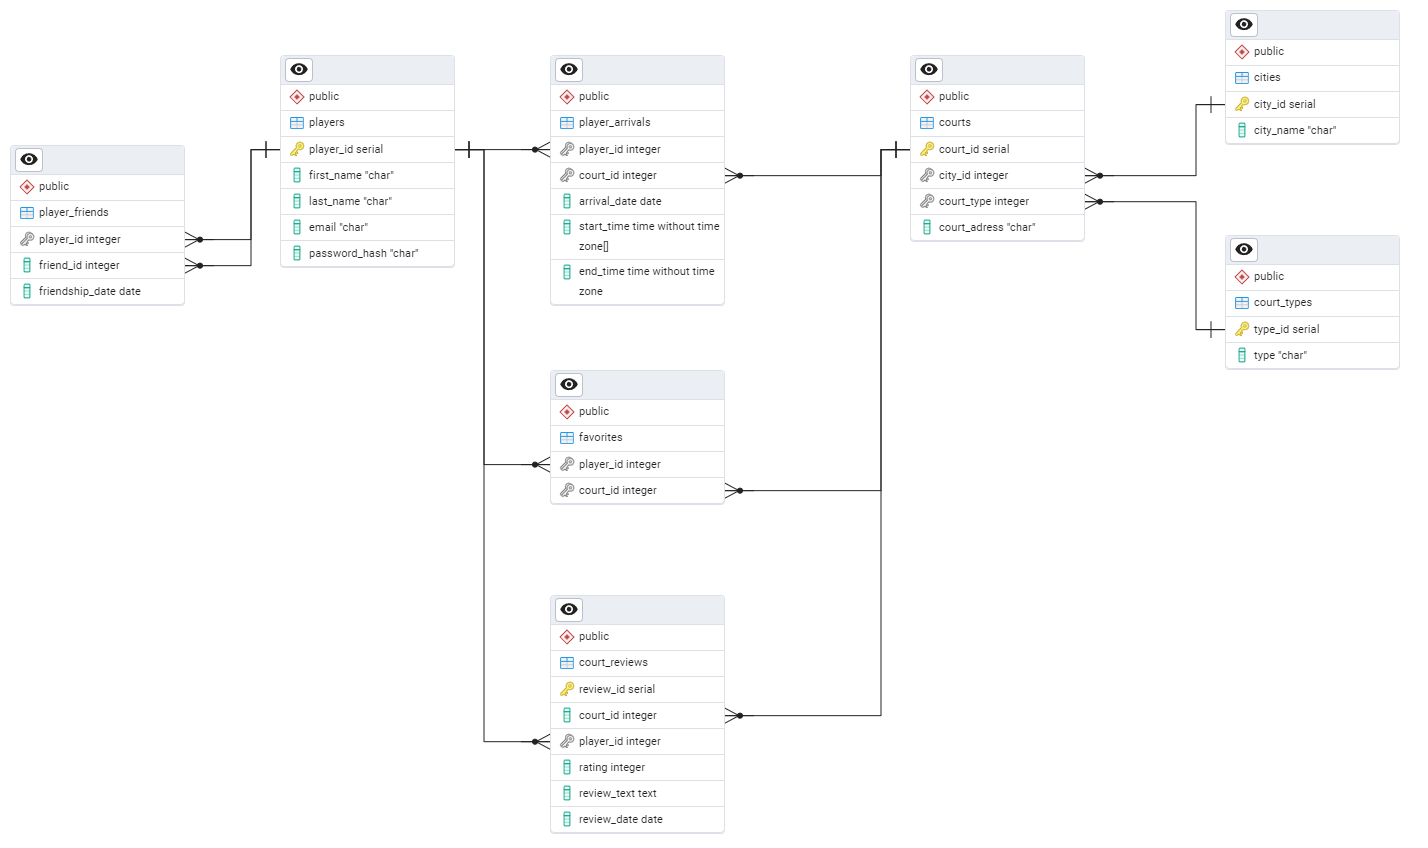 public
player_friends
player_id integer
friend_id integer
friendship_date date
public
players
player_id serial
first_name "char"
last_name "char"
email "char"
password_hash "char"
public
player_arrivals
player_id integer
court_id integer
arrival_date date
start_time time without time
zone[]
end_time time without time
zone
public
favorites
player_id integer
court_id integer
public
court_reviews
review_id serial
court_id integer
player_id integer
rating integer
review_text text
review_date date
public
courts
court_id serial
city_id integer
court_type integer
court_adress "char"
public
cities
city_id serial
city_name "char"
public
court_types
type_id serial
type "char"